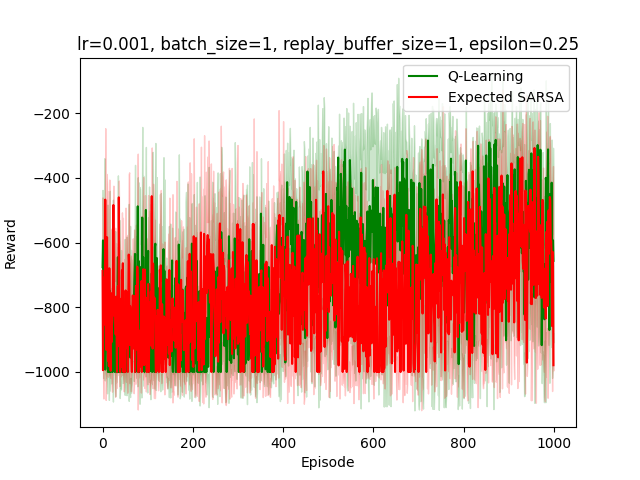 lr=0.001, batch_size=1, replay_buffer_size=1, epsilon=0.25
Q-Learning
Expected SARSA
−200
−400
−600
−800
−1000
Reward
0
200
400
600
800
1000
Episode